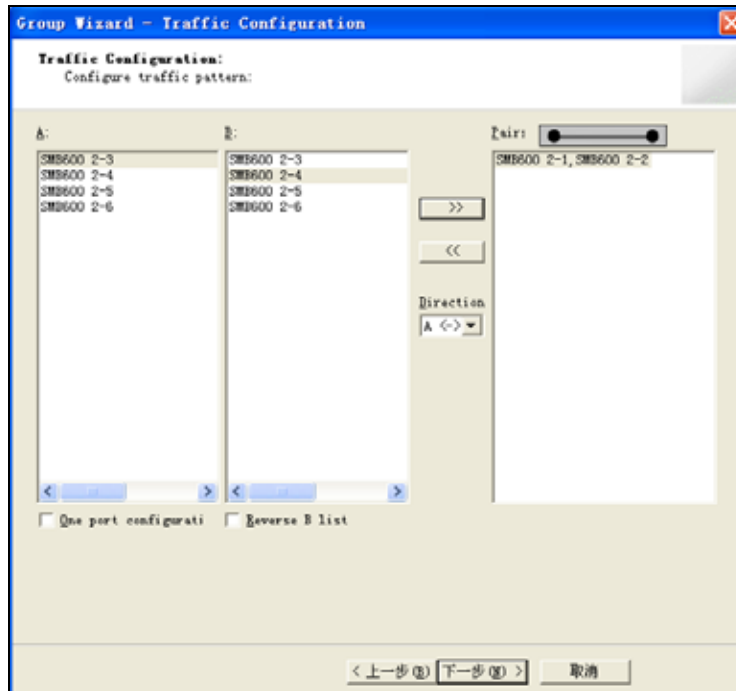 Group Wizard - Traffic Configuration
Traffic Configuration:
Configure traffic pattern:
A:
SMB600 2-3
SMB600 2-4
SMB600 2-5
SMB600 2-6
B:
SMB600 2-3
SMB600 2-4
SMB600 2-5
SMB600 2-6
>>
<<
Direction
A <->
Pair:
SMB600 2-1,SMB600 2-2
One port configurati
Reverse B list
< 上一步(B)
下一步(N) >
取消